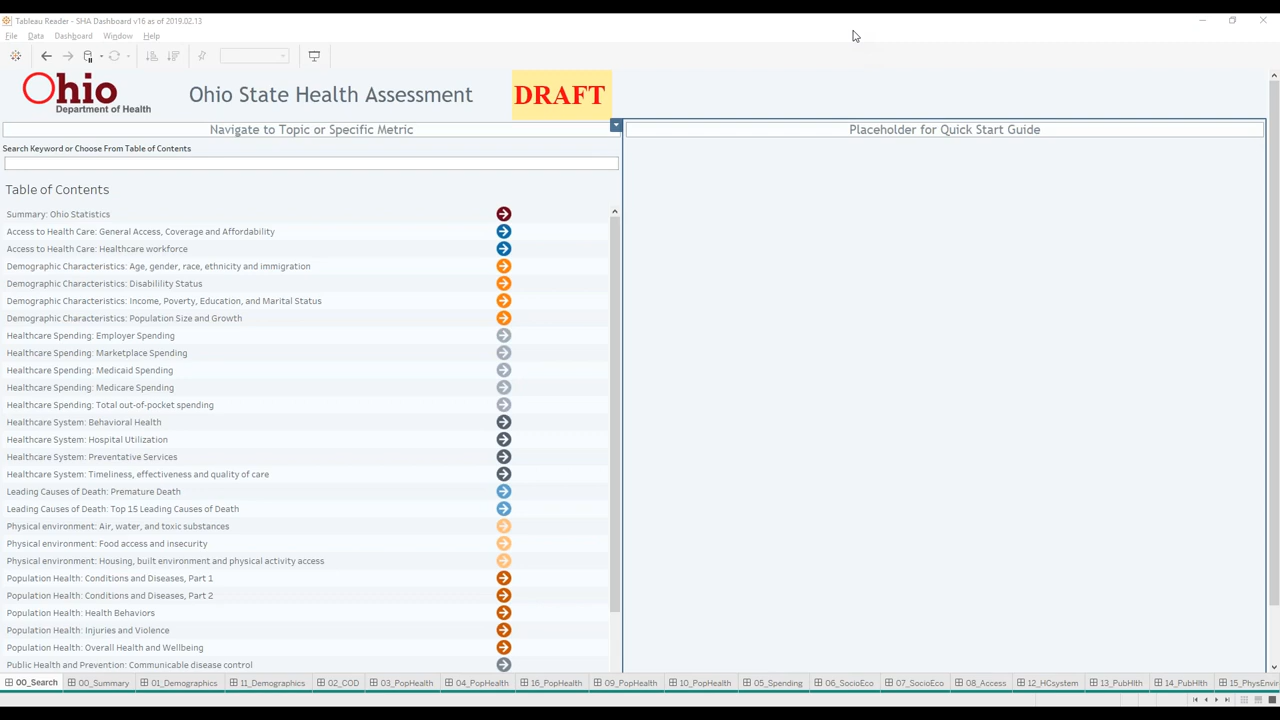 Tableau Reader - SHA Dashboard v16 as of 2019.02.13
File Data Dashboard Window Help
Ohio
Department of Health
Ohio State Health Assessment
DRAFT
Navigate to Topic or Specific Metric
Placeholder for Quick Start Guide
Search Keyword or Choose From Table of Contents
Table of Contents
Summary: Ohio Statistics
Access to Health Care: General Access, Coverage and Affordability
Access to Health Care: Healthcare workforce
Demographic Characteristics: Age, gender, race, ethnicity and immigration
Demographic Characteristics: Disabilility Status
Demographic Characteristics: Income, Poverty, Education, and Marital Status
Demographic Characteristics: Population Size and Growth
Healthcare Spending: Employer Spending
Healthcare Spending: Marketplace Spending
Healthcare Spending: Medicaid Spending
Healthcare Spending: Medicare Spending
Healthcare Spending: Total out-of-pocket spending
Healthcare System: Behavioral Health
Healthcare System: Hospital Utilization
Healthcare System: Preventative Services
Healthcare System: Timeliness, effectiveness and quality of care
Leading Causes of Death: Premature Death
Leading Causes of Death: Top 15 Leading Causes of Death
Physical environment: Air, water, and toxic substances
Physical environment: Food access and insecurity
Physical environment: Housing, built environment and physical activity access
Population Health: Conditions and Diseases, Part 1
Population Health: Conditions and Diseases, Part 2
Population Health: Health Behaviors
Population Health: Injuries and Violence
Population Health: Overall Health and Wellbeing
Public Health and Prevention: Communicable disease control
00_Search 00_Summary 01_Demographics 11_Demographics 02_COD 03_PopHealth 04_PopHealth 16_PopHealth 09_PopHealth 10_PopHealth 05_Spending 06_SocioEco 07_SocioEco 08_Access 12_HCsystem 13_PubHlth 14_PubHlth 15_PhysEnvir